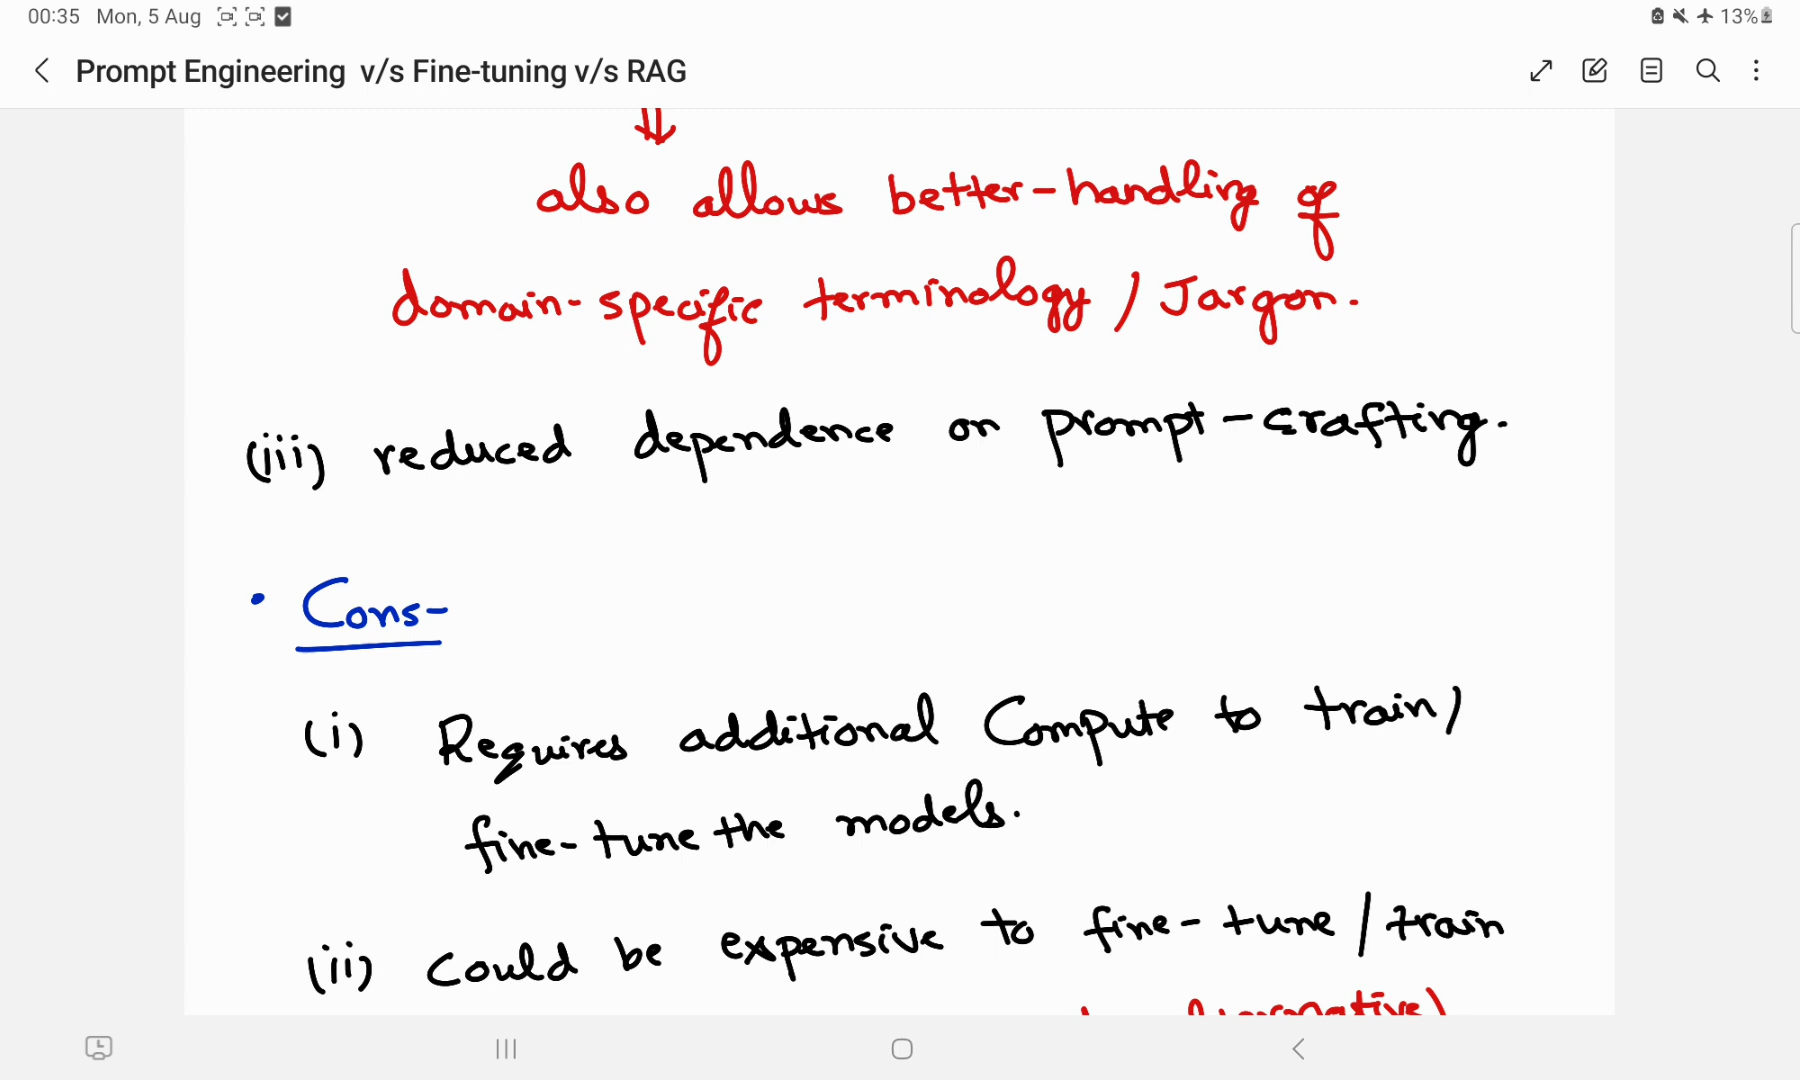 00:35 Mon, 5 Aug 13%
Prompt Engineering v/s Fine-tuning v/s RAG
also allows better-handling of
domain-specific terminology / Jargon.
(iii) reduced dependence on prompt-crafting.
• Cons-
(i) Requires additional Compute to train/
fine-tune the models.
(ii) Could be expensive to fine-tune / train